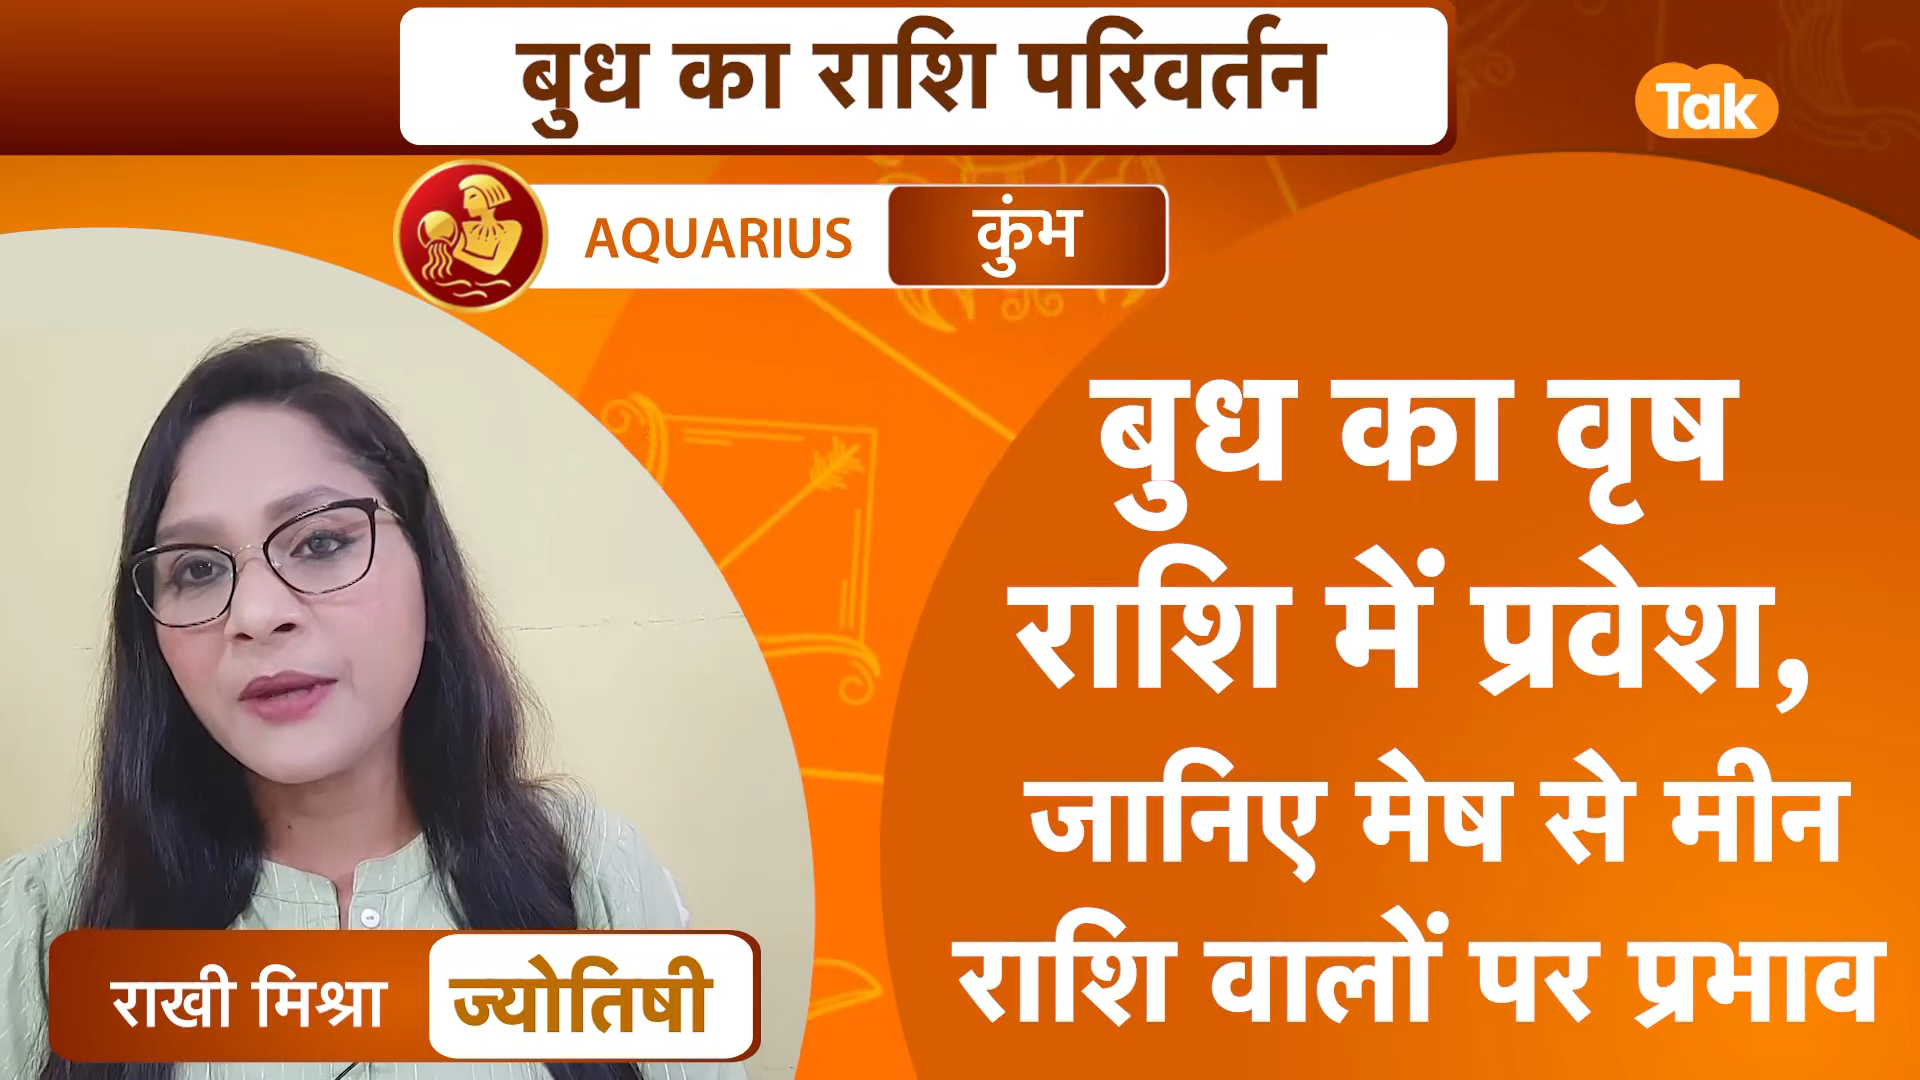 बुध का राशि परिवर्तन
Tak
AQUARIUS कुंभ
बुध का वृष
राशि में प्रवेश,
जानिए मेष से मीन
राशि वालों पर प्रभाव
राखी मिश्रा ज्योतिषी